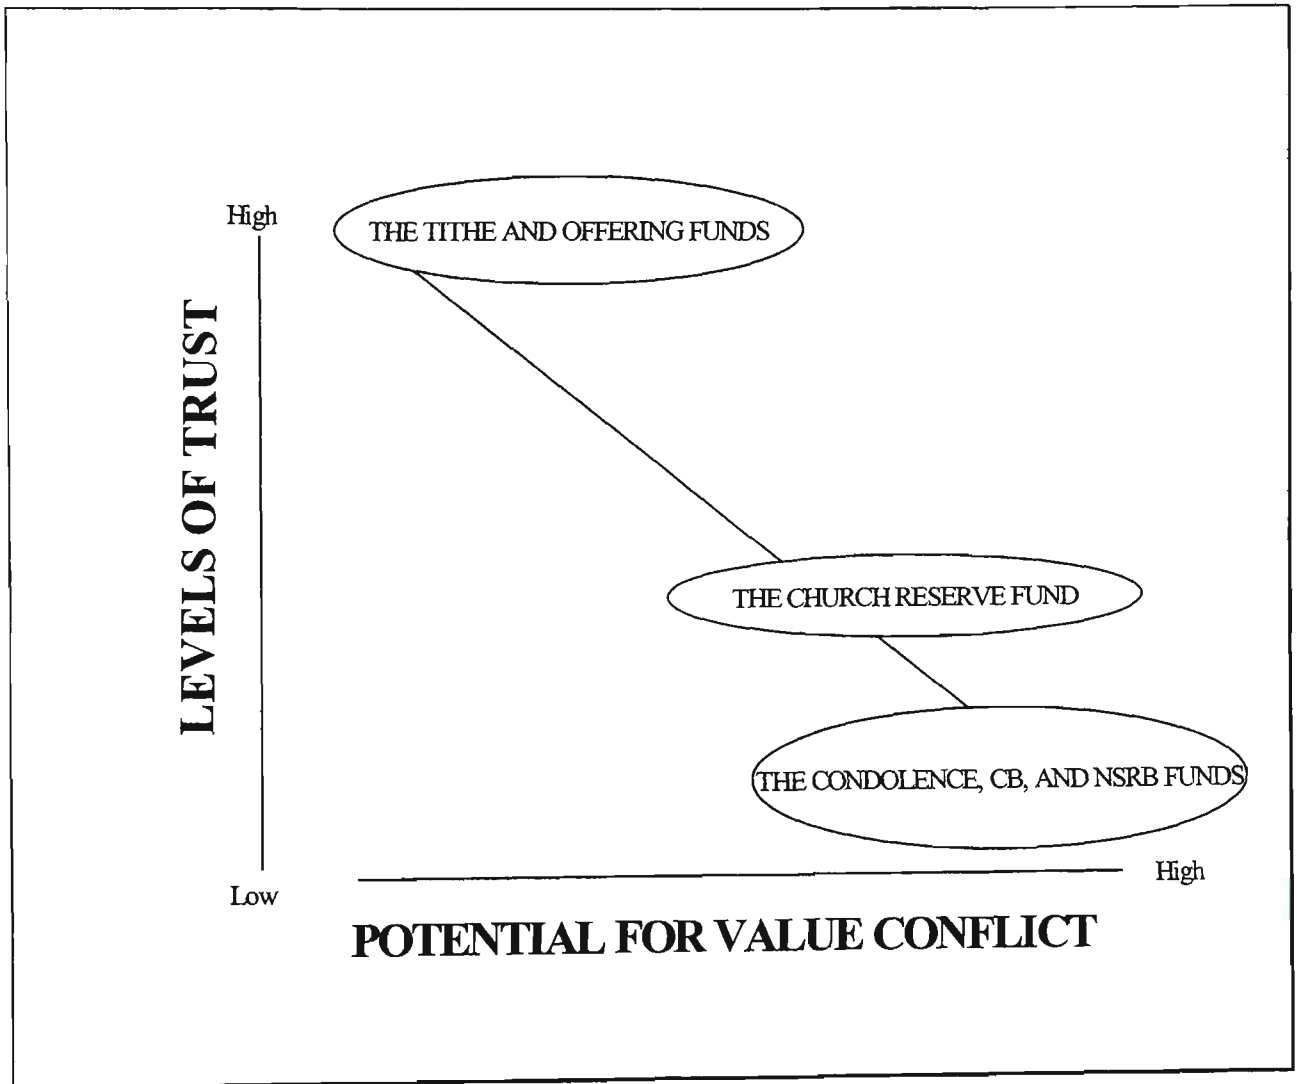 High
THE TITHE AND OFFERING FUNDS
LEVELS OF TRUST
THE CHURCH RESERVE FUND
THE CONDOLENCE, CB, AND NSRB FUNDS
Low
High
POTENTIAL FOR VALUE CONFLICT